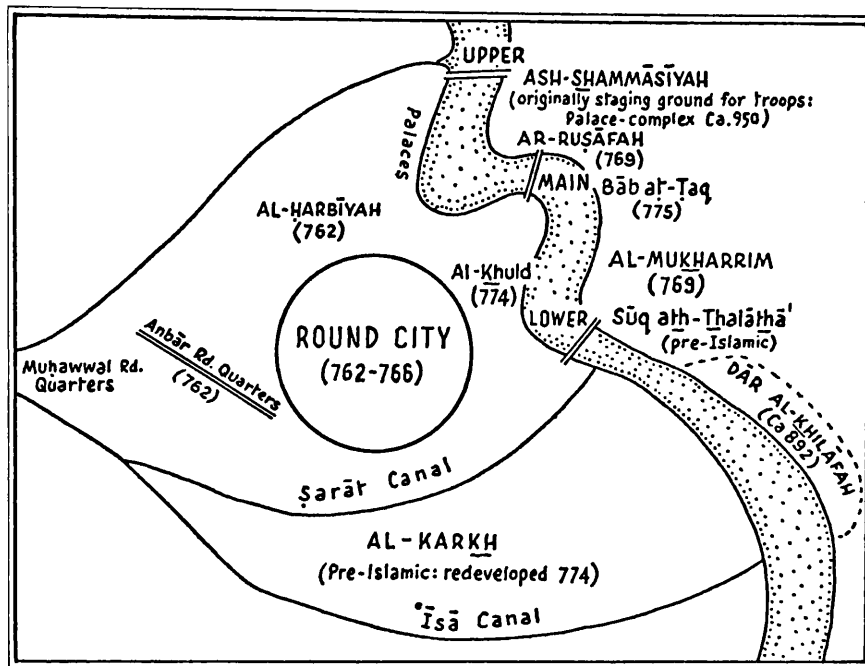 UPPER
ASH-SHAMMĀSĪYAH
(originally staging ground for troops:
Palace-complex Ca.950)
Palaces
AR-RUṢĀFAH
(769)
MAIN
Bāb aṭ-Ṭaq
(775)
AL-ḤARBĪYAH
(762)
Al-Khuld
(774)
AL-MUKHARRIM
(769)
LOWER
Sūq ath-Thalāthā'
(pre-Islamic)
ROUND CITY
(762-766)
Anbār Rd. Quarters
(762)
Muḥawwal Rd.
Quarters
DĀR AL-KHILĀFAH
(Ca 892)
Ṣarāt Canal
AL-KARKH
(Pre-Islamic: redeveloped 774)
ʿĪsā Canal